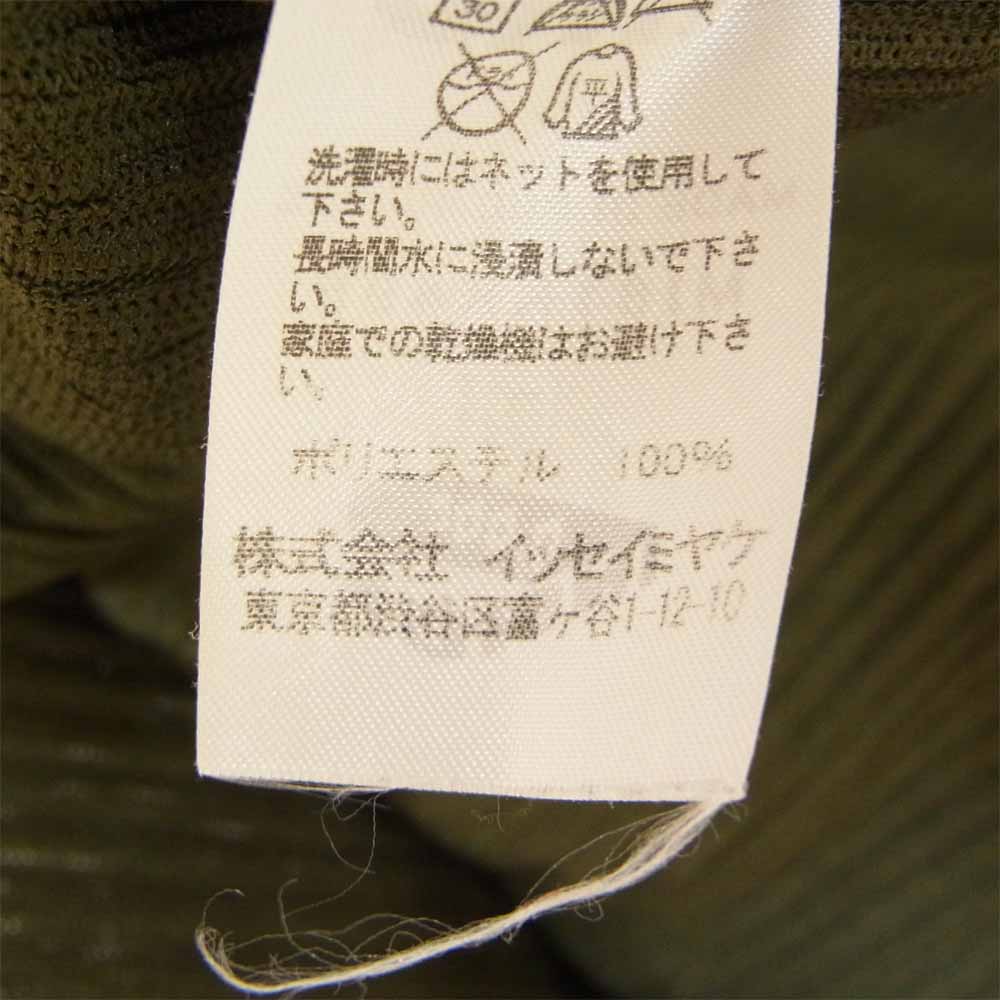 30
洗濯時にはネットを使用して
下さい。
長時間水に浸漬しないで下さ
い。
家庭での乾燥機はお避け下さ
い。
ポリエステル 100%
株式会社 イッセイミヤケ
東京都渋谷区富ヶ谷1-12-10